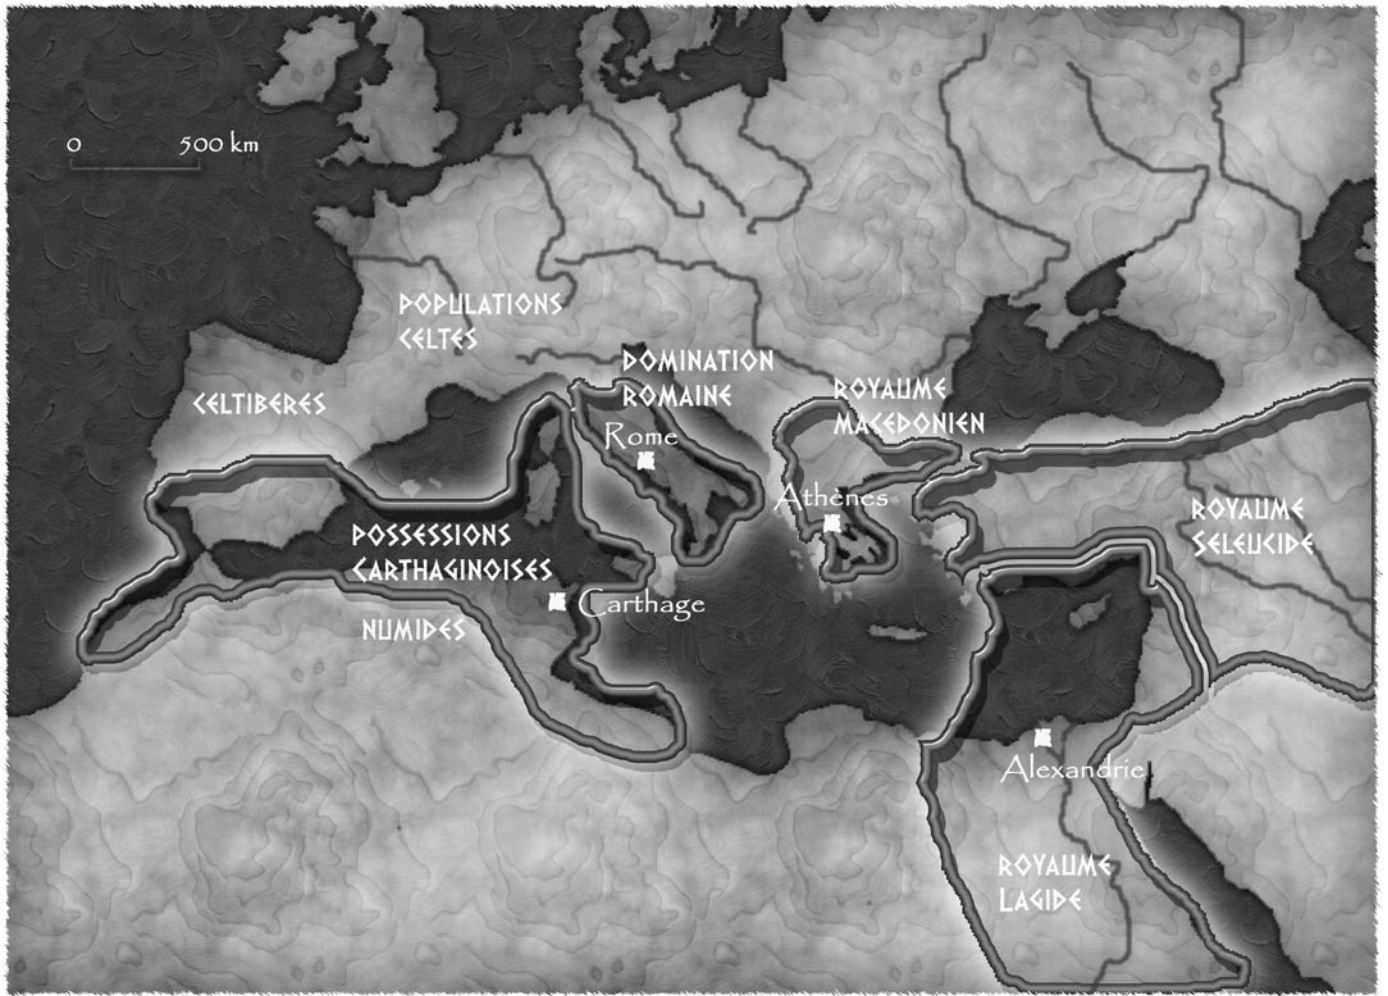 0 500 km
POPULATIONS
CELTES
DOMINATION
ROMAINE
ROYAUME
MACEDONIEN
CELTIBERES
Rome
Athènes
ROYAUME
SELEUCIDE
POSSESSIONS
CARTHAGINOISES
Carthage
NUMIDES
Alexandrie
ROYAUME
LAGIDE